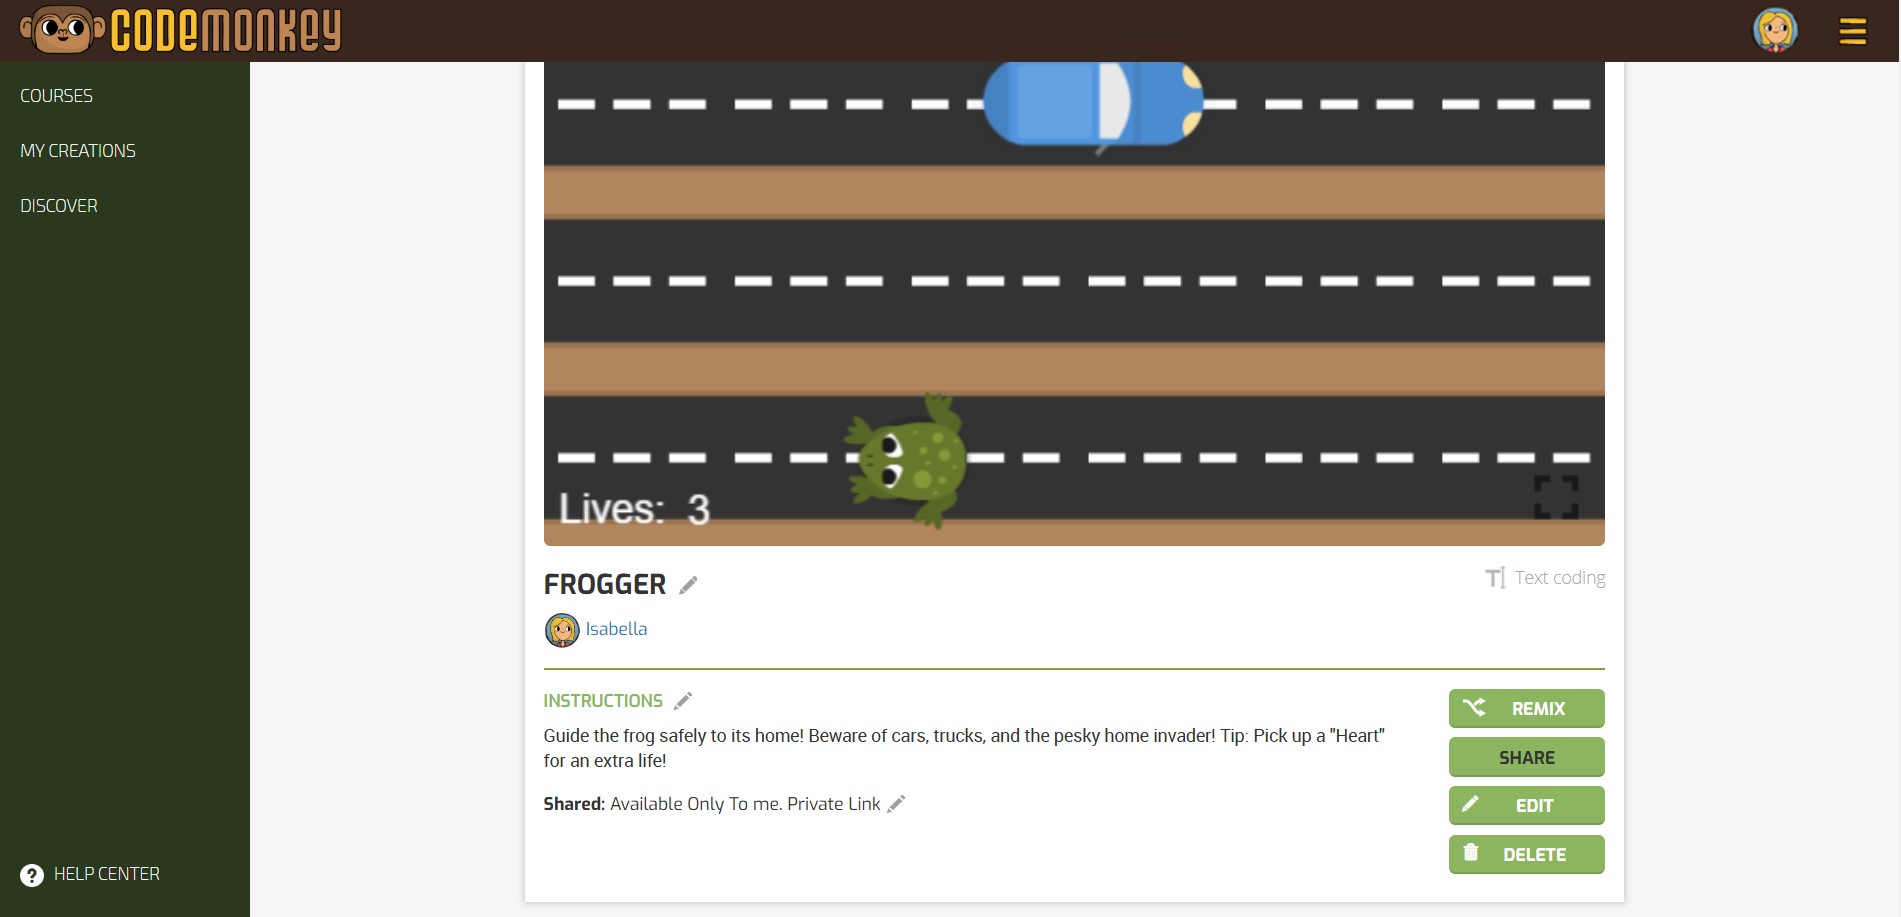 CODEMONKEY
COURSES
MY CREATIONS
DISCOVER
Lives: 3
FROGGER
Text coding
Isabella
INSTRUCTIONS
Guide the frog safely to its home! Beware of cars, trucks, and the pesky home invader! Tip: Pick up a "Heart"
for an extra life!
Shared: Available Only To me. Private Link
REMIX
SHARE
EDIT
DELETE
? HELP CENTER